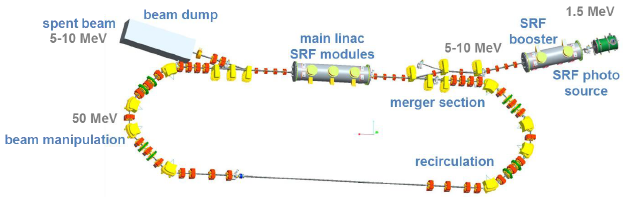 spent beam
5-10 MeV
beam dump
main linac
SRF modules
5-10 MeV
SRF
booster
1.5 MeV
SRF photo
source
merger section
50 MeV
beam manipulation
recirculation